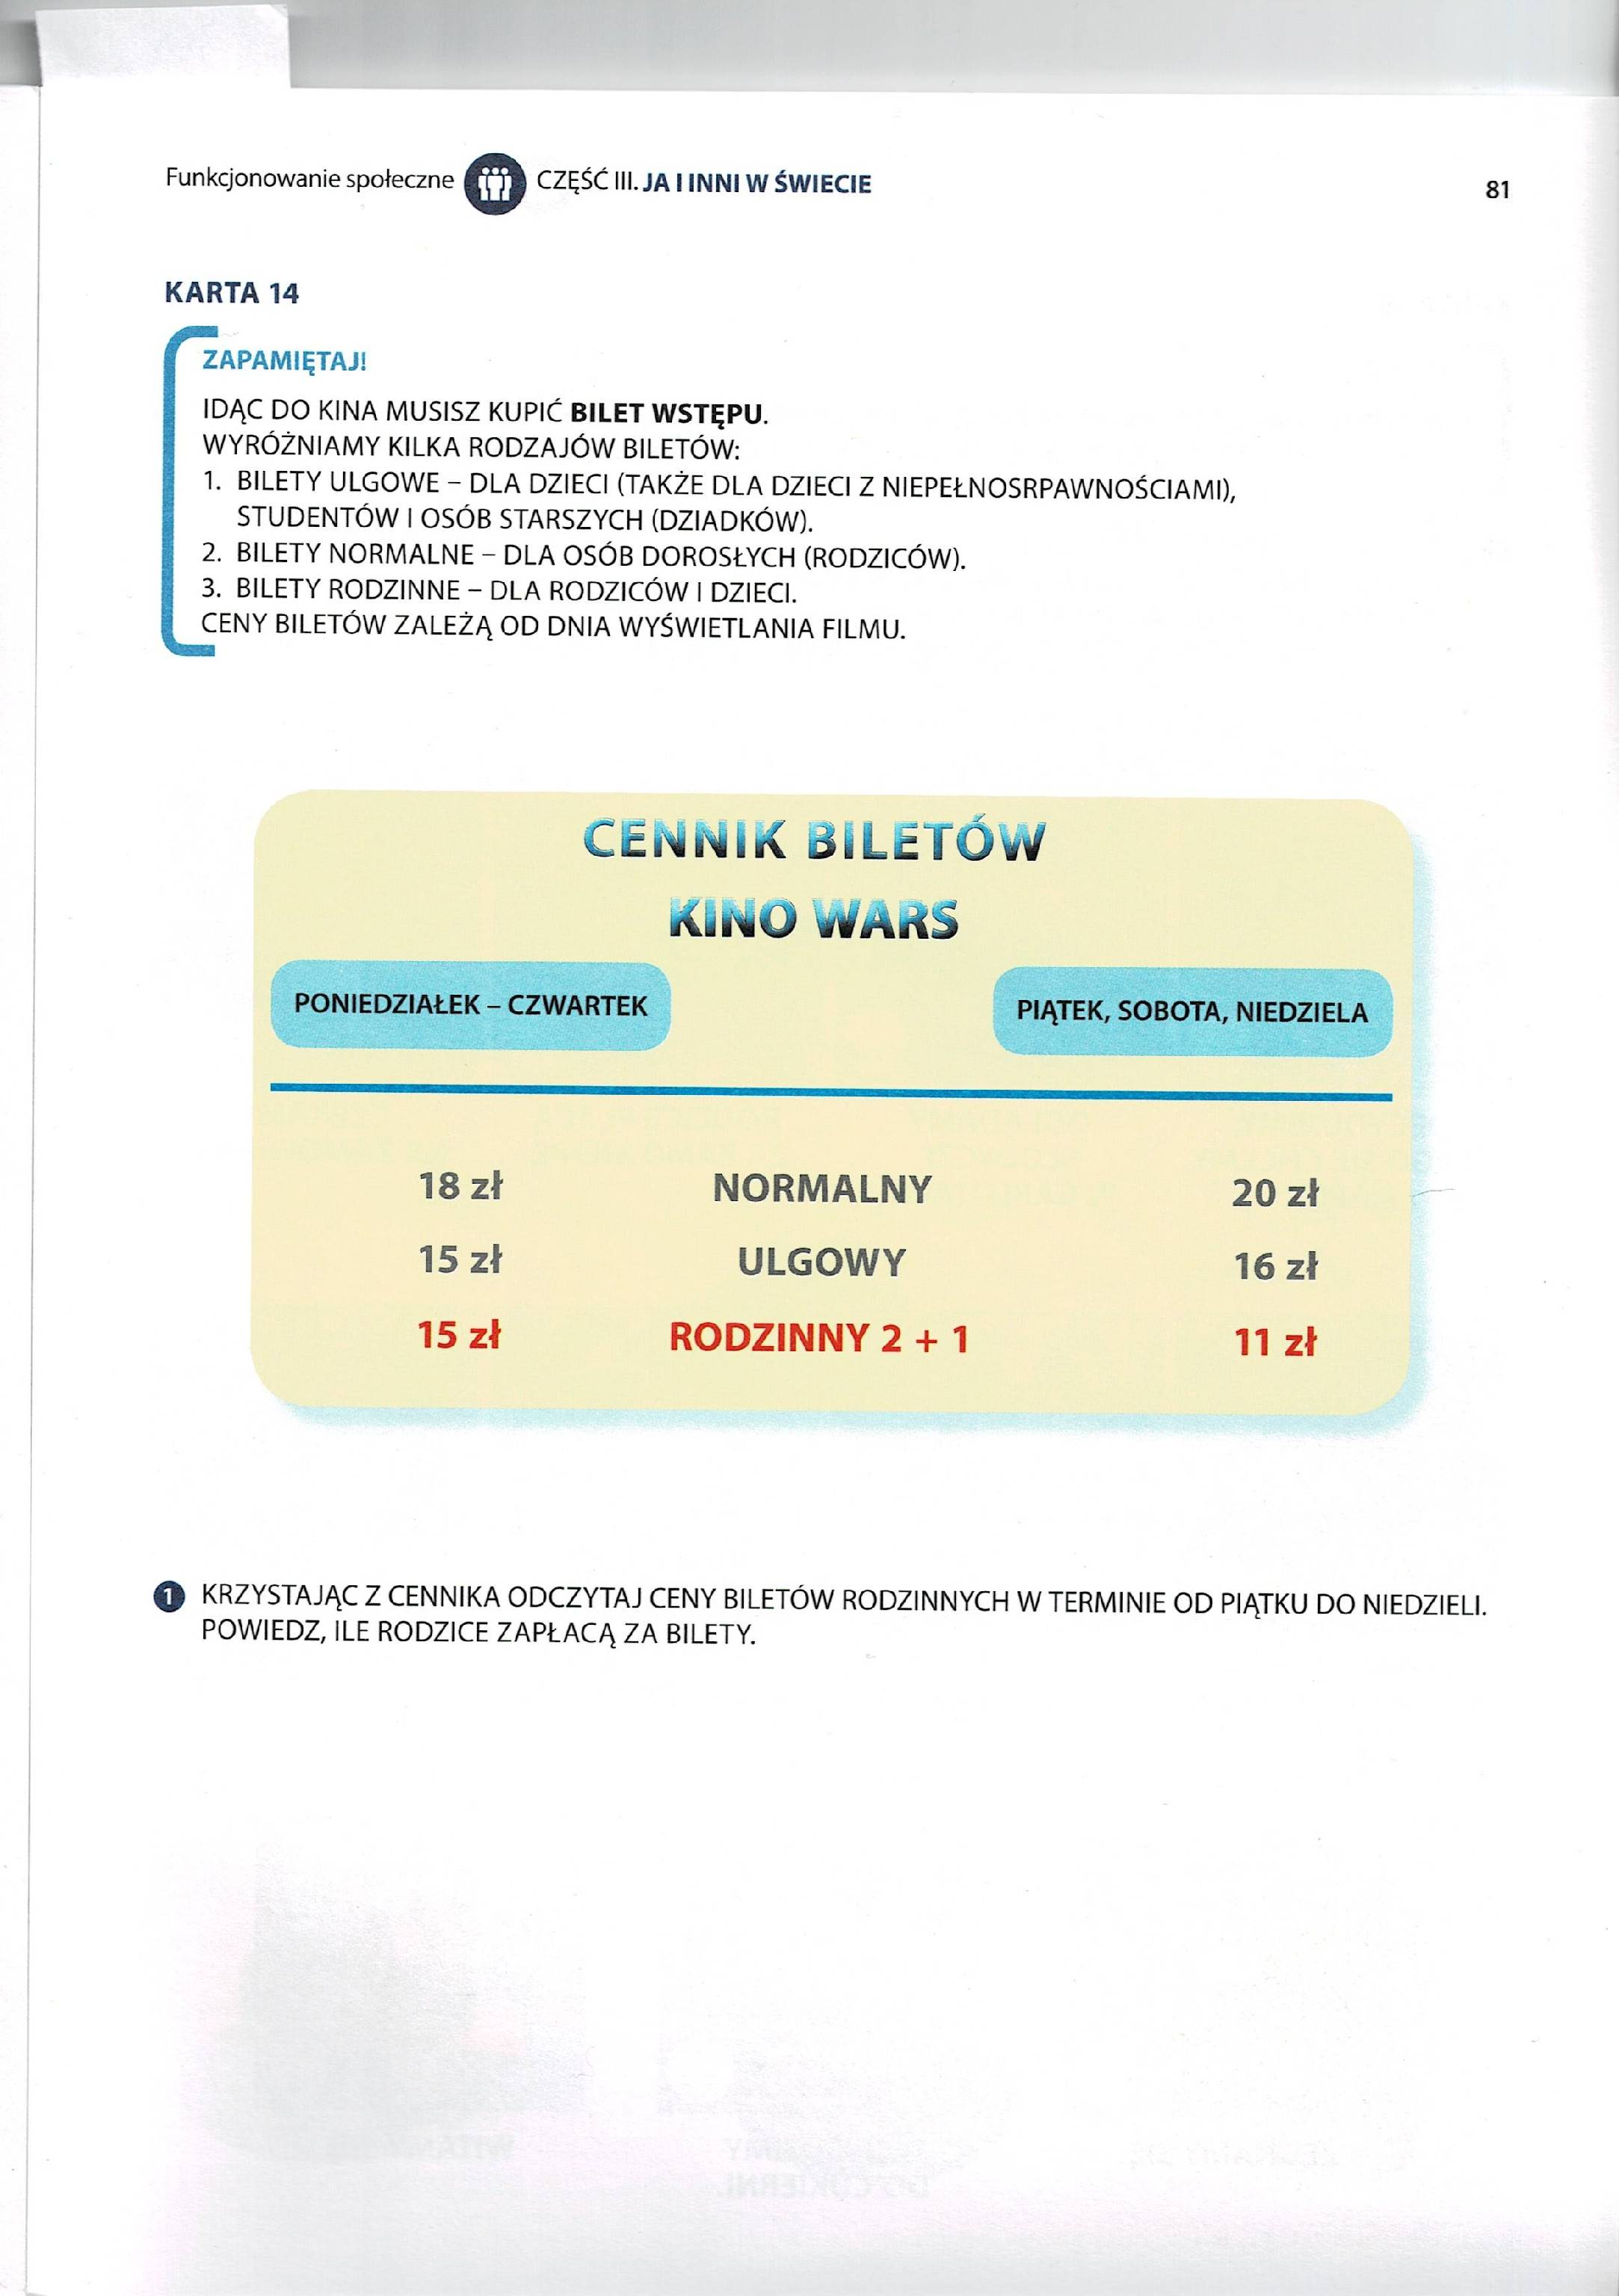 Funkcjonowanie społeczne CZĘŚĆ III. JA I INNI W ŚWIECIE 81
KARTA 14
ZAPAMIĘTAJ!
IDĄC DO KINA MUSISZ KUPIĆ BILET WSTĘPU.
WYRÓŻNIAMY KILKA RODZAJÓW BILETÓW:
1. BILETY ULGOWE – DLA DZIECI (TAKŻE DLA DZIECI Z NIEPEŁNOSRPAWNOŚCIAMI),
STUDENTÓW I OSÓB STARSZYCH (DZIADKÓW).
2. BILETY NORMALNE – DLA OSÓB DOROSŁYCH (RODZICÓW).
3. BILETY RODZINNE – DLA RODZICÓW I DZIECI.
CENY BILETÓW ZALEŻĄ OD DNIA WYŚWIETLANIA FILMU.
CENNIK BILETÓW
KINO WARS
PONIEDZIAŁEK – CZWARTEK PIĄTEK, SOBOTA, NIEDZIELA
18 zł NORMALNY 20 zł
15 zł ULGOWY 16 zł
15 zł RODZINNY 2 + 1 11 zł
1 KRZYSTAJĄC Z CENNIKA ODCZYTAJ CENY BILETÓW RODZINNYCH W TERMINIE OD PIĄTKU DO NIEDZIELI.
POWIEDZ, ILE RODZICE ZAPŁACĄ ZA BILETY.